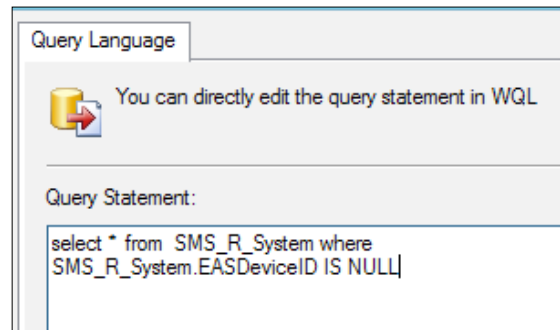 Query Language
You can directly edit the query statement in WQL
Query Statement:
select * from  SMS_R_System where
SMS_R_System.EASDeviceID IS NULL